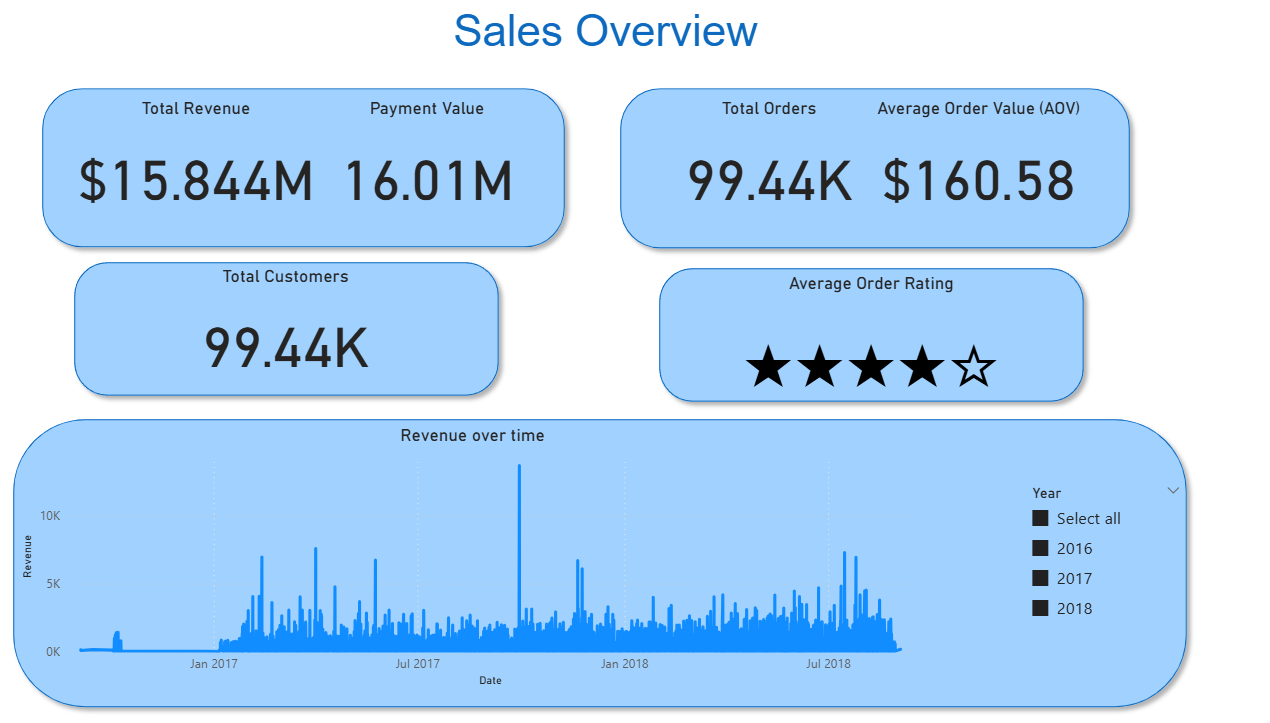 Sales Overview
Total Revenue
Payment Value
$15.844M
16.01M
Total Orders
Average Order Value (AOV)
99.44K
$160.58
Total Customers
99.44K
Average Order Rating
★★★★☆
Revenue over time
Revenue
10K
5K
0K
Jan 2017
Jul 2017
Jan 2018
Jul 2018
Date
Year
Select all
2016
2017
2018